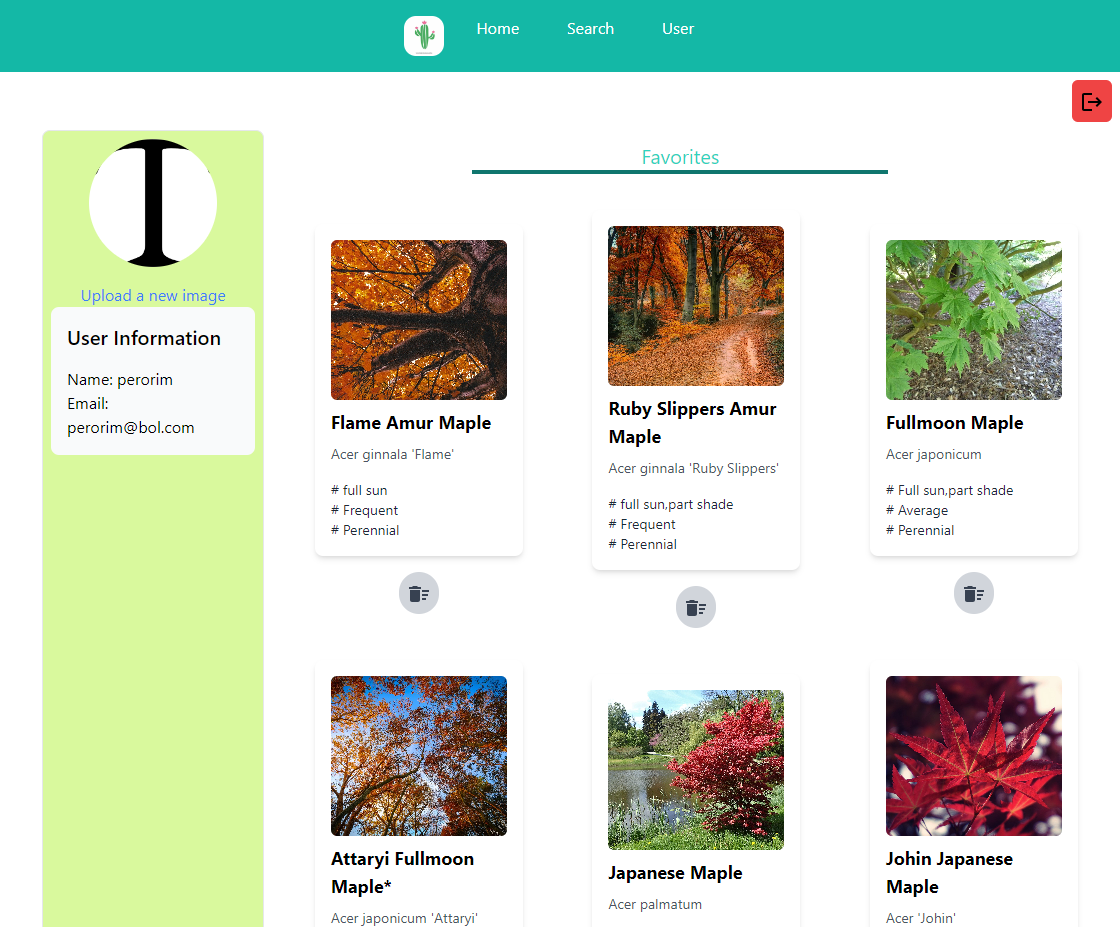 Home Search User
Upload a new image
User Information
Name: perorim
Email:
perorim@bol.com
Favorites
Flame Amur Maple
Acer ginnala 'Flame'
# full sun
# Frequent
# Perennial
Ruby Slippers Amur
Maple
Acer ginnala 'Ruby Slippers'
# full sun,part shade
# Frequent
# Perennial
Fullmoon Maple
Acer japonicum
# Full sun,part shade
# Average
# Perennial
Attaryi Fullmoon
Maple*
Acer japonicum 'Attaryi'
Japanese Maple
Acer palmatum
Johin Japanese
Maple
Acer 'Johin'